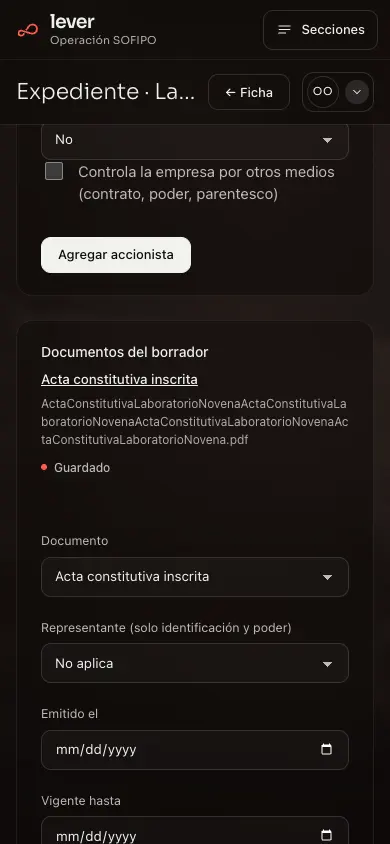 lever
Operación SOFIPO
Secciones
Expediente · La...
← Ficha
OO
No
Controla la empresa por otros medios
(contrato, poder, parentesco)
Agregar accionista
Documentos del borrador
Acta constitutiva inscrita
ActaConstitutivaLaboratorioNovenaActaConstitutivaLa
boratorioNovenaActaConstitutivaLaboratorioNovenaAc
taConstitutivaLaboratorioNovena.pdf
Guardado
Documento
Acta constitutiva inscrita
Representante (solo identificación y poder)
No aplica
Emitido el
mm/dd/yyyy
Vigente hasta
mm/dd/yyyy